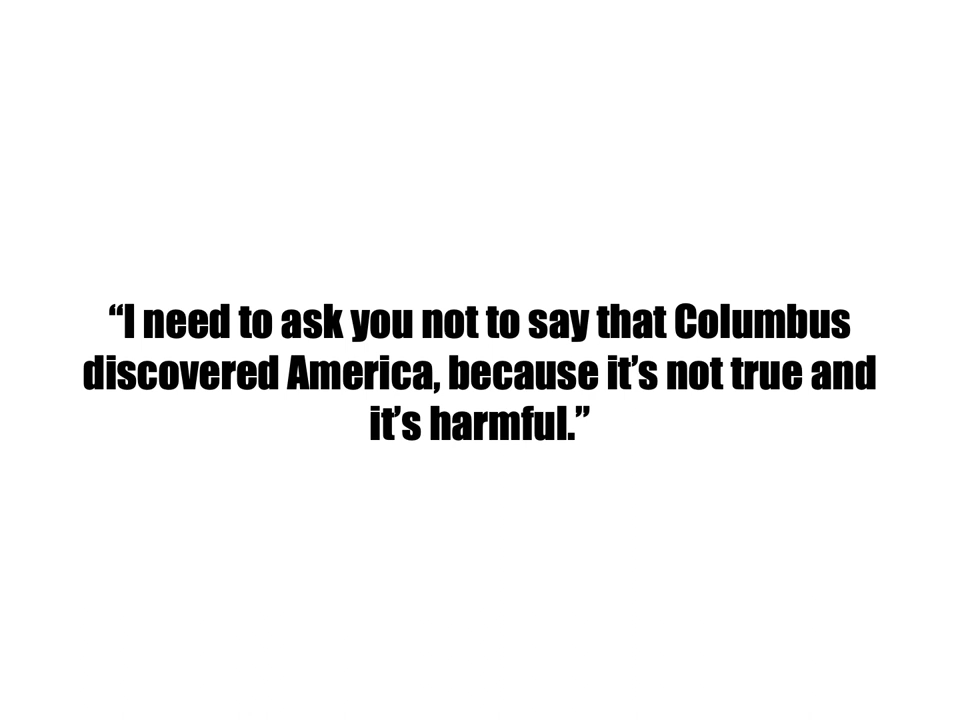 “I need to ask you not to say that Columbus
discovered America, because it’s not true and
it’s harmful.”